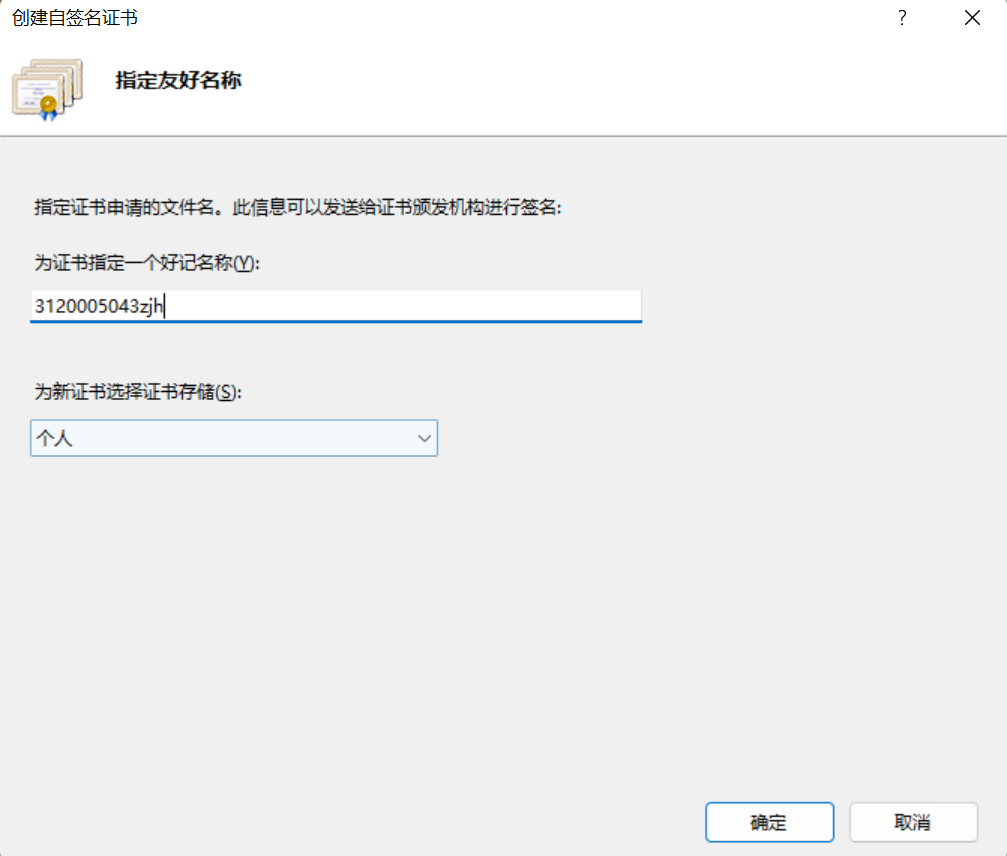 创建自签名证书
?
指定友好名称
指定证书申请的文件名。此信息可以发送给证书颁发机构进行签名:
为证书指定一个好记名称(Y):
3120005043zjh
为新证书选择证书存储(S):
个人
确定 取消